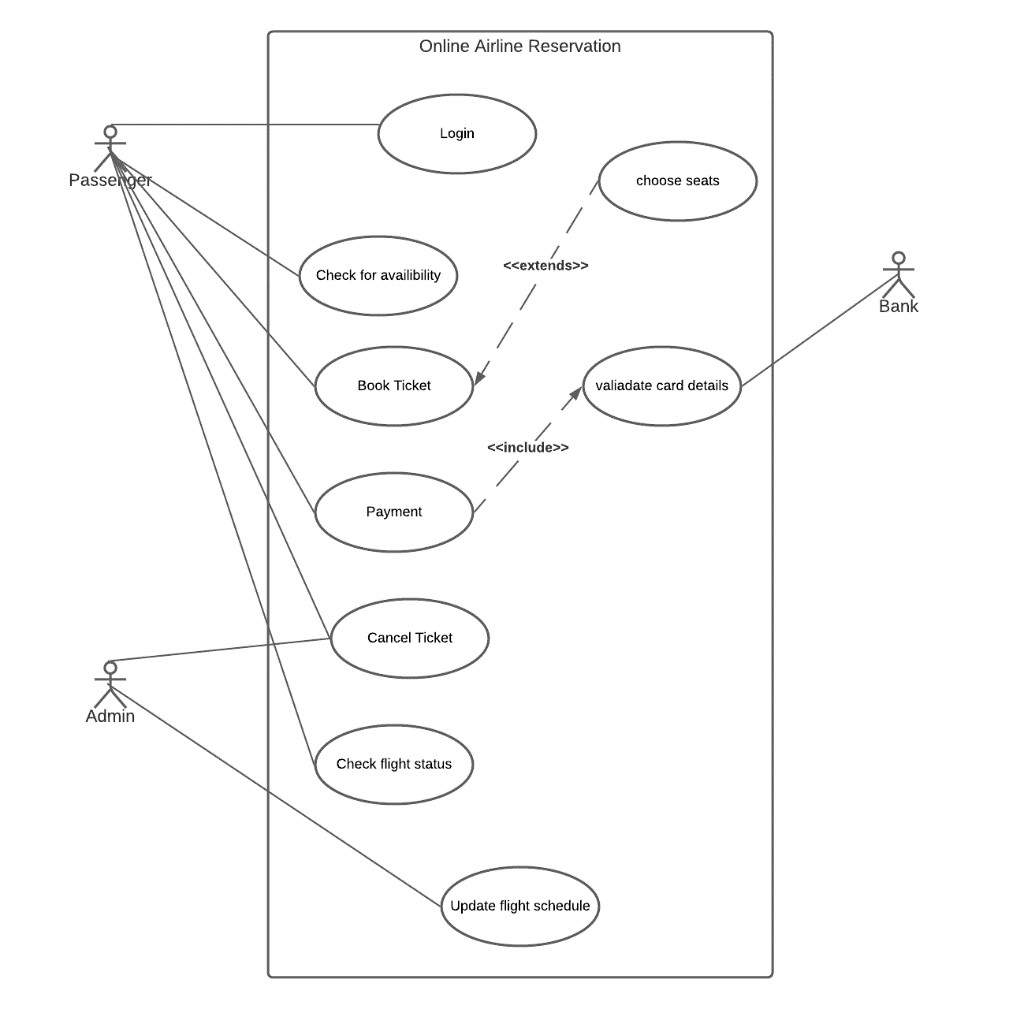 Online Airline Reservation
Login
Passenger
choose seats
<<extends>>
Check for availibility
Bank
Book Ticket
valiadate card details
<<include>>
Payment
Cancel Ticket
Admin
Check flight status
Update flight schedule